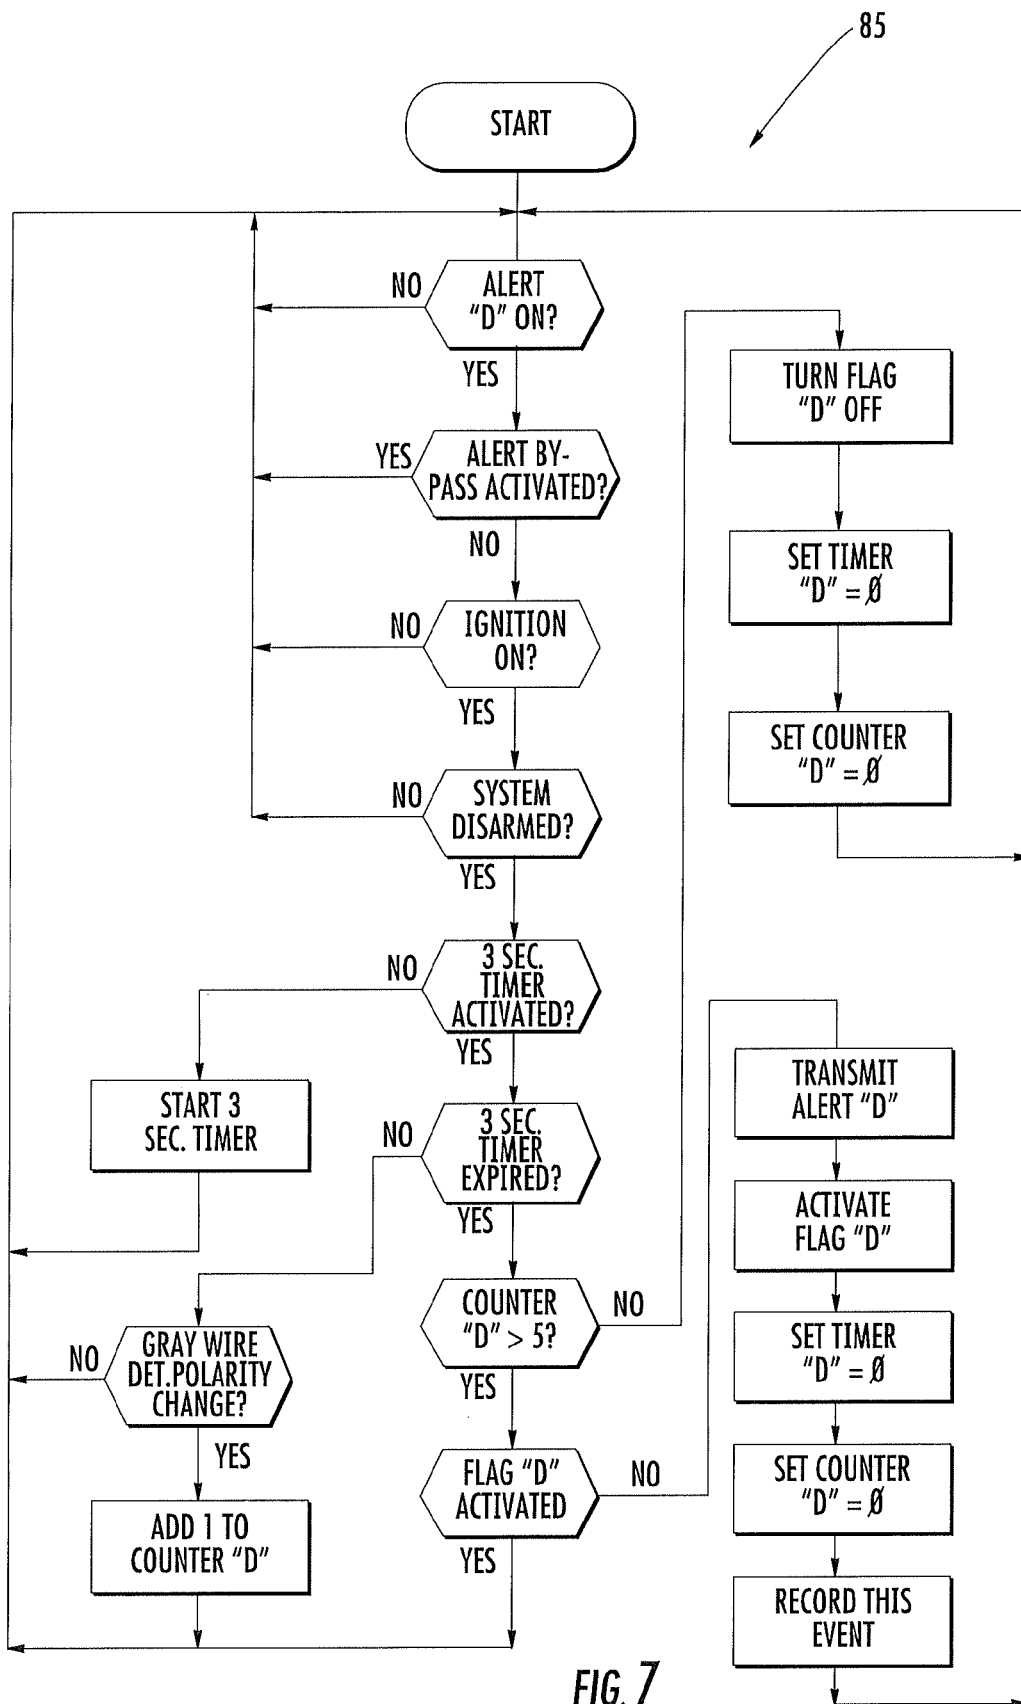 85
START
ALERT
"D" ON?
NO
YES
ALERT BY-
PASS ACTIVATED?
YES
NO
IGNITION
ON?
NO
YES
SYSTEM
DISARMED?
NO
YES
3 SEC.
TIMER
ACTIVATED?
NO
YES
START 3
SEC. TIMER
3 SEC.
TIMER
EXPIRED?
NO
YES
GRAY WIRE
DET.POLARITY
CHANGE?
NO
YES
ADD 1 TO
COUNTER "D"
COUNTER
"D" > 5?
NO
YES
FLAG "D"
ACTIVATED
NO
YES
TURN FLAG
"D" OFF
SET TIMER
"D" = Ø
SET COUNTER
"D" = Ø
TRANSMIT
ALERT "D"
ACTIVATE
FLAG "D"
SET TIMER
"D" = Ø
SET COUNTER
"D" = Ø
RECORD THIS
EVENT
FIG. 7